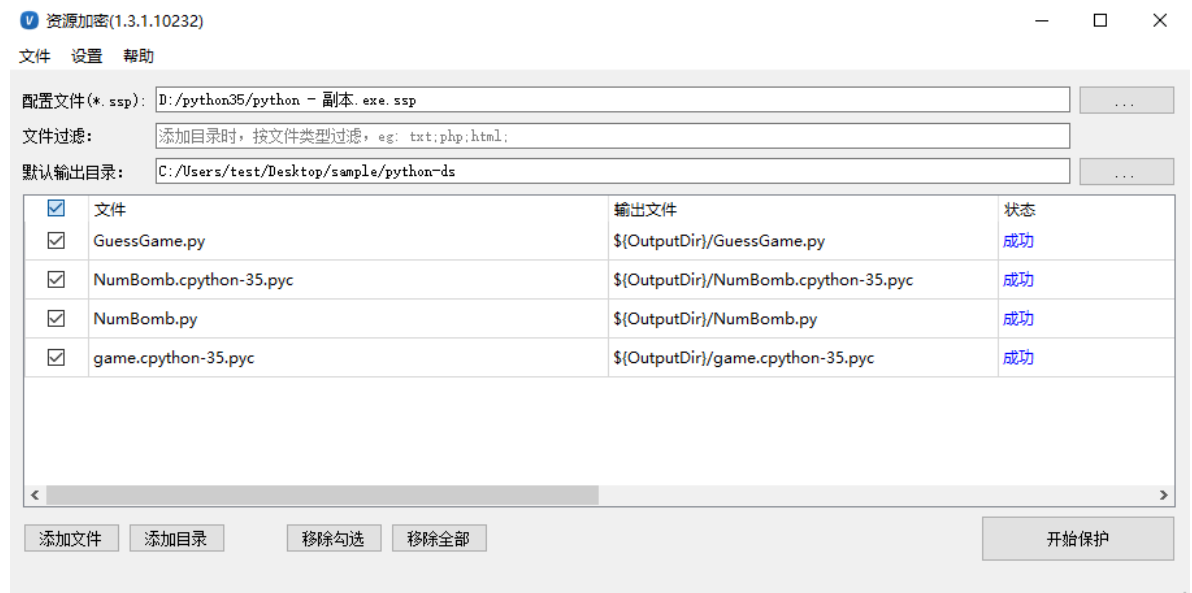 资源加密(1.3.1.10232)
文件 设置 帮助
配置文件(*.ssp): D:/python35/python - 副本.exe.ssp ...
文件过滤: 添加目录时，按文件类型过滤，eg: txt;php;html;
默认输出目录: C:/Users/test/Desktop/sample/python-ds ...
文件 输出文件 状态
GuessGame.py ${OutputDir}/GuessGame.py 成功
NumBomb.cpython-35.pyc ${OutputDir}/NumBomb.cpython-35.pyc 成功
NumBomb.py ${OutputDir}/NumBomb.py 成功
game.cpython-35.pyc ${OutputDir}/game.cpython-35.pyc 成功
添加文件 添加目录 移除勾选 移除全部 开始保护